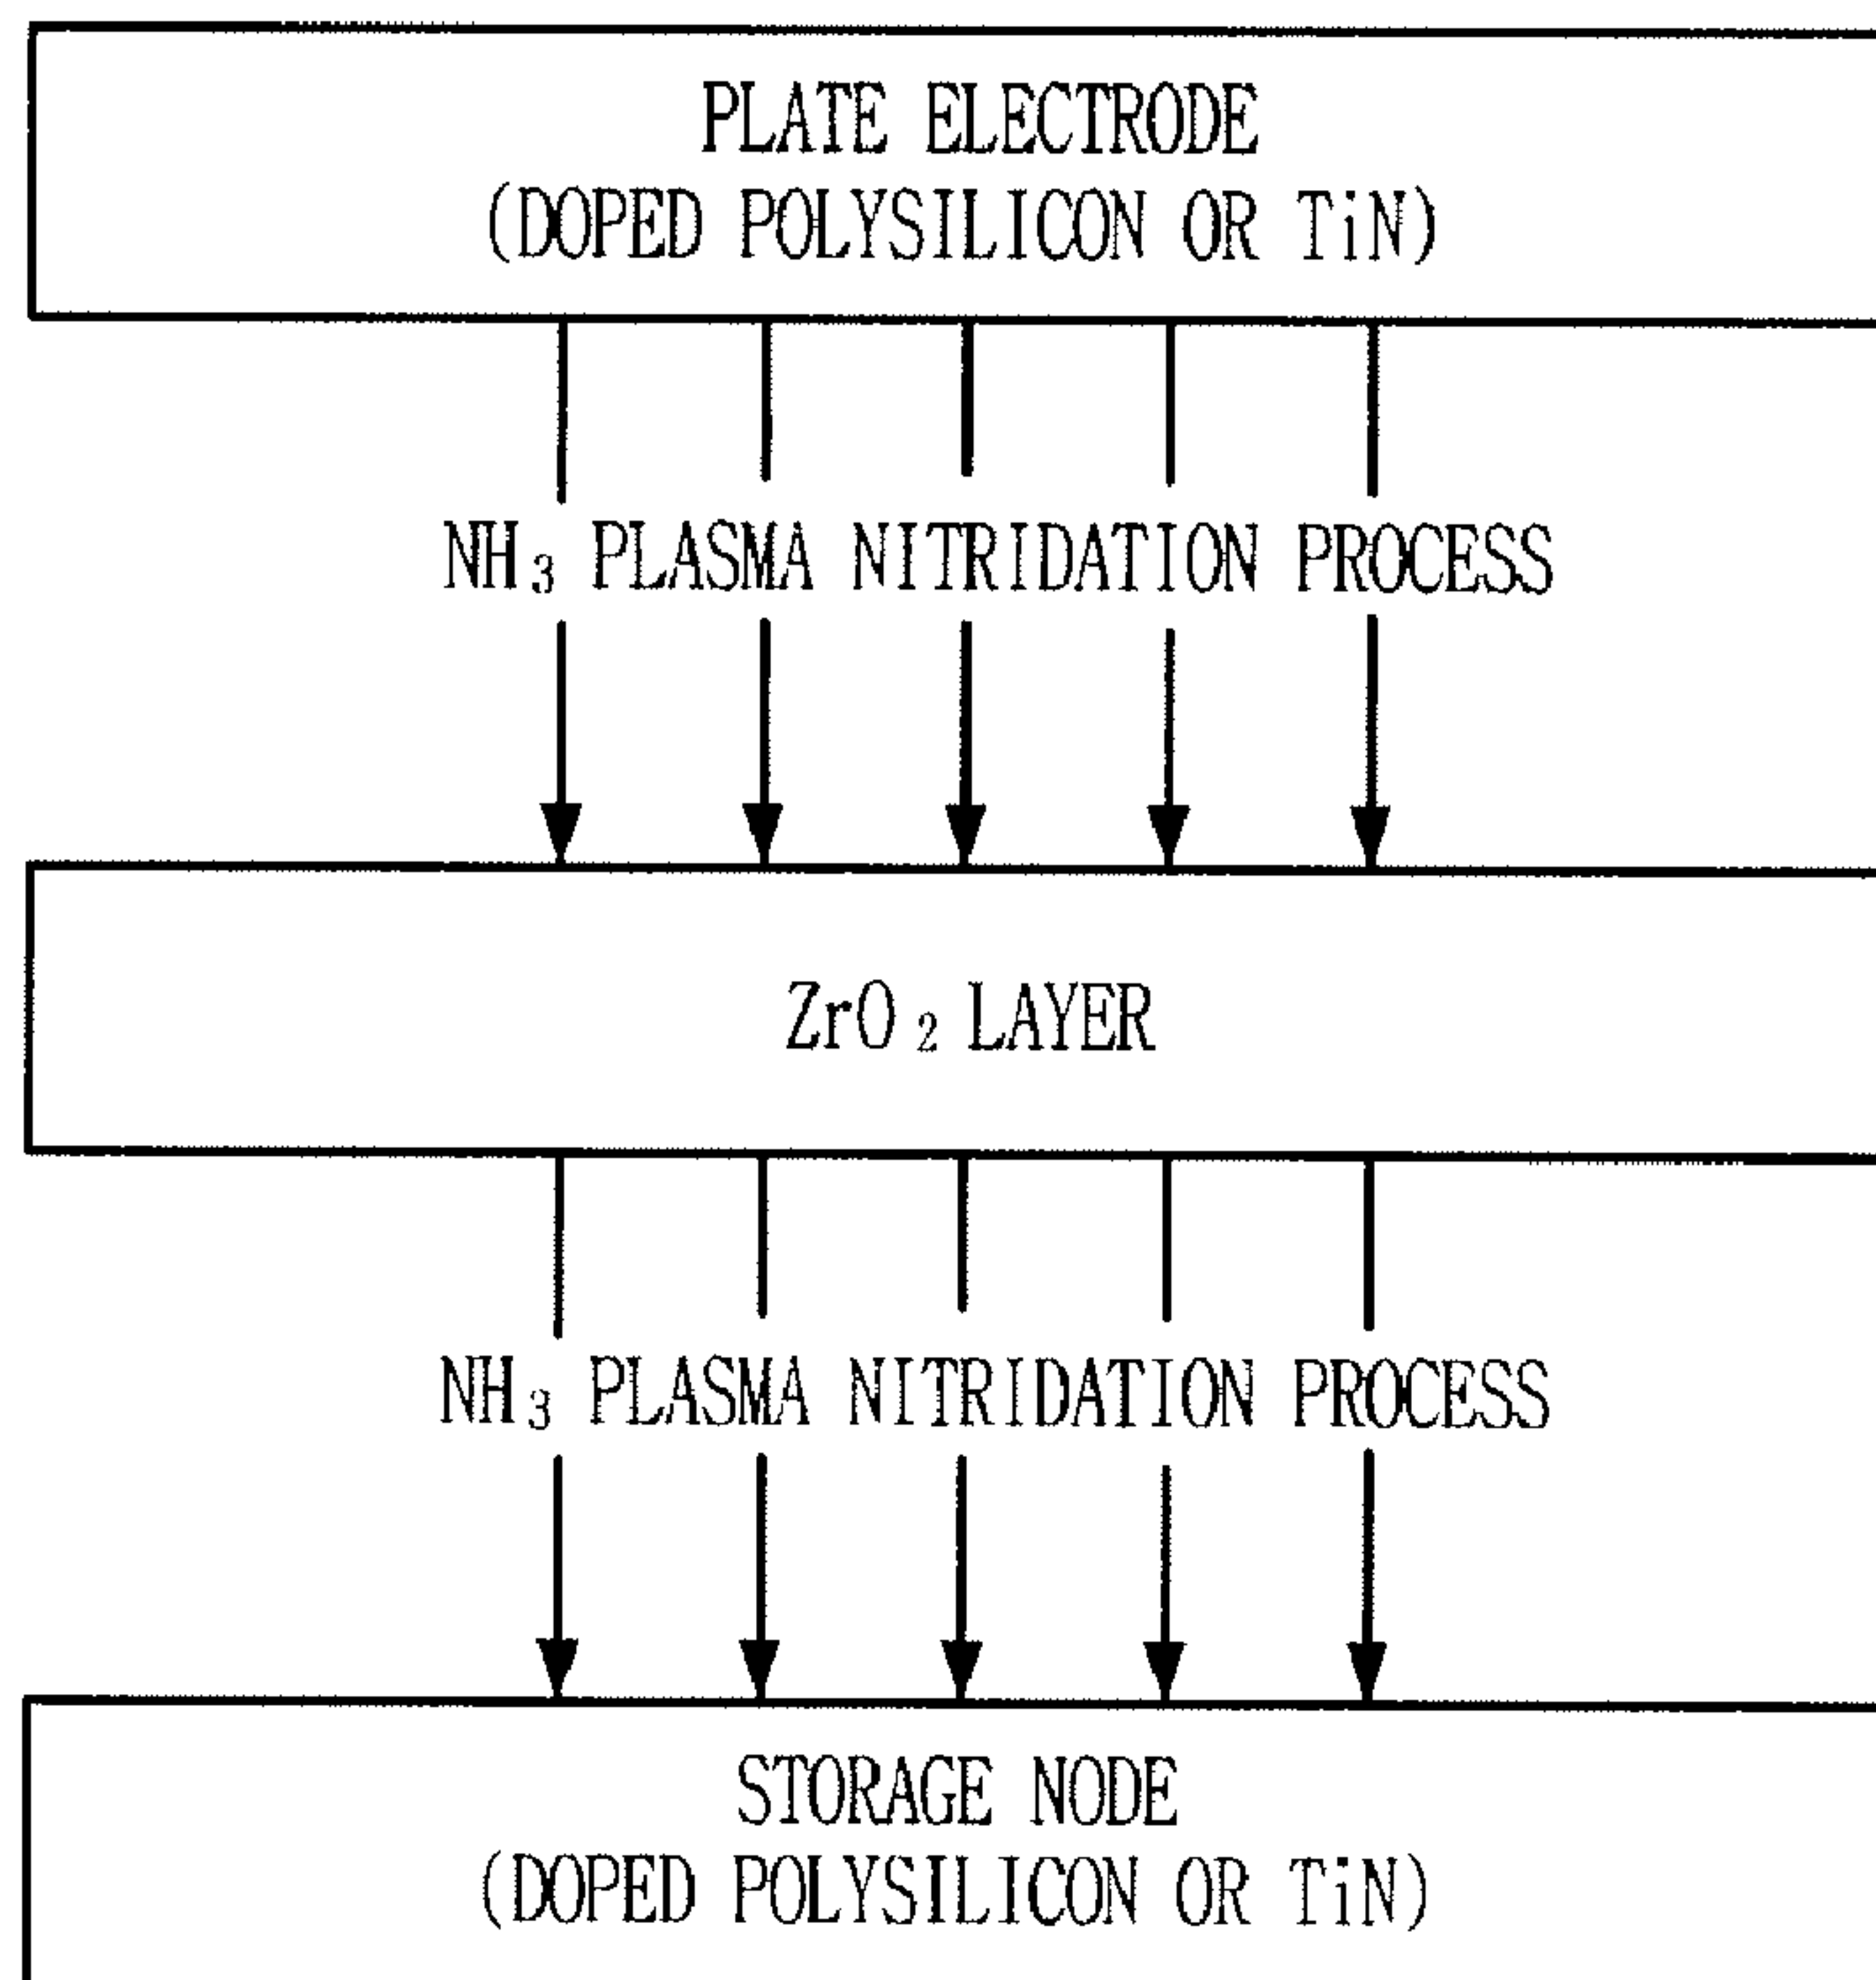 PLATE ELECTRODE
(DOPED POLYSILICON OR TiN)
NH₃ PLASMA NITRIDATION PROCESS
ZrO₂ LAYER
NH₃ PLASMA NITRIDATION PROCESS
STORAGE NODE
(DOPED POLYSILICON OR TiN)